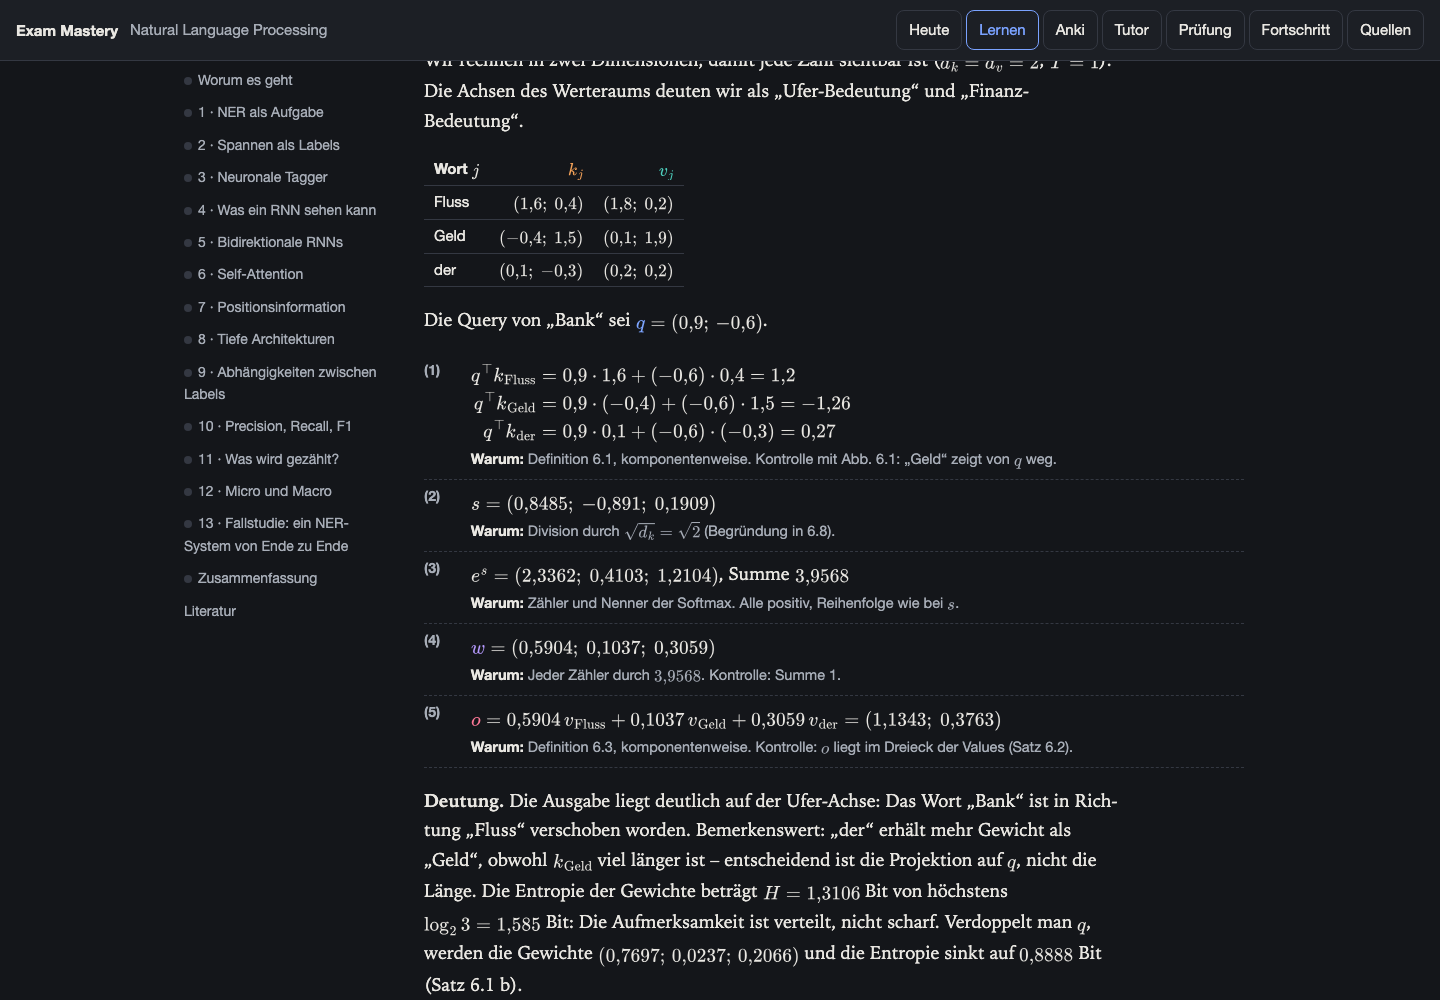 Exam Mastery Natural Language Processing Heute Lernen Anki Tutor Prüfung Fortschritt Quellen
Worum es geht
1 · NER als Aufgabe
2 · Spannen als Labels
3 · Neuronale Tagger
4 · Was ein RNN sehen kann
5 · Bidirektionale RNNs
6 · Self-Attention
7 · Positionsinformation
8 · Tiefe Architekturen
9 · Abhängigkeiten zwischen
Labels
10 · Precision, Recall, F1
11 · Was wird gezählt?
12 · Micro und Macro
13 · Fallstudie: ein NER-
System von Ende zu Ende
Zusammenfassung
Literatur
Wir rechnen in zwei Dimensionen, damit jede Zahl sichtbar ist (d_k = d_v = 2, T = 1).
Die Achsen des Werteraums deuten wir als „Ufer-Bedeutung“ und „Finanz-
Bedeutung“.
Wort j k_j v_j
Fluss (1,6; 0,4) (1,8; 0,2)
Geld (−0,4; 1,5) (0,1; 1,9)
der (0,1; −0,3) (0,2; 0,2)
Die Query von „Bank“ sei q = (0,9; −0,6).
(1) q⊤k_Fluss = 0,9 · 1,6 + (−0,6) · 0,4 = 1,2
q⊤k_Geld = 0,9 · (−0,4) + (−0,6) · 1,5 = −1,26
q⊤k_der = 0,9 · 0,1 + (−0,6) · (−0,3) = 0,27
Warum: Definition 6.1, komponentenweise. Kontrolle mit Abb. 6.1: „Geld“ zeigt von q weg.
(2) s = (0,8485; −0,891; 0,1909)
Warum: Division durch √d_k = √2 (Begründung in 6.8).
(3) e^s = (2,3362; 0,4103; 1,2104), Summe 3,9568
Warum: Zähler und Nenner der Softmax. Alle positiv, Reihenfolge wie bei s.
(4) w = (0,5904; 0,1037; 0,3059)
Warum: Jeder Zähler durch 3,9568. Kontrolle: Summe 1.
(5) o = 0,5904 v_Fluss + 0,1037 v_Geld + 0,3059 v_der = (1,1343; 0,3763)
Warum: Definition 6.3, komponentenweise. Kontrolle: o liegt im Dreieck der Values (Satz 6.2).
Deutung. Die Ausgabe liegt deutlich auf der Ufer-Achse: Das Wort „Bank“ ist in Rich-
tung „Fluss“ verschoben worden. Bemerkenswert: „der“ erhält mehr Gewicht als
„Geld“, obwohl k_Geld viel länger ist – entscheidend ist die Projektion auf q, nicht die
Länge. Die Entropie der Gewichte beträgt H = 1,3106 Bit von höchstens
log₂ 3 = 1,585 Bit: Die Aufmerksamkeit ist verteilt, nicht scharf. Verdoppelt man q,
werden die Gewichte (0,7697; 0,0237; 0,2066) und die Entropie sinkt auf 0,8888 Bit
(Satz 6.1 b).